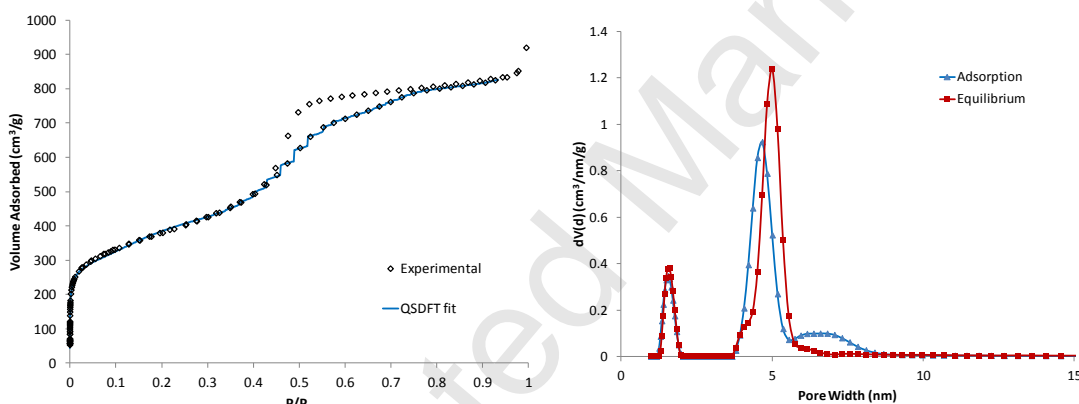 1000
900
800
700
600
500
400
300
200
100
0
Volume Adsorbed (cm³/g)
Experimental
QSDFT fit
0 0.1 0.2 0.3 0.4 0.5 0.6 0.7 0.8 0.9 1
1.4
1.2
1
0.8
0.6
0.4
0.2
0
dV(d) (cm³/nm/g)
Adsorption
Equilibrium
0 5 10 15
Pore Width (nm)
ted Ma